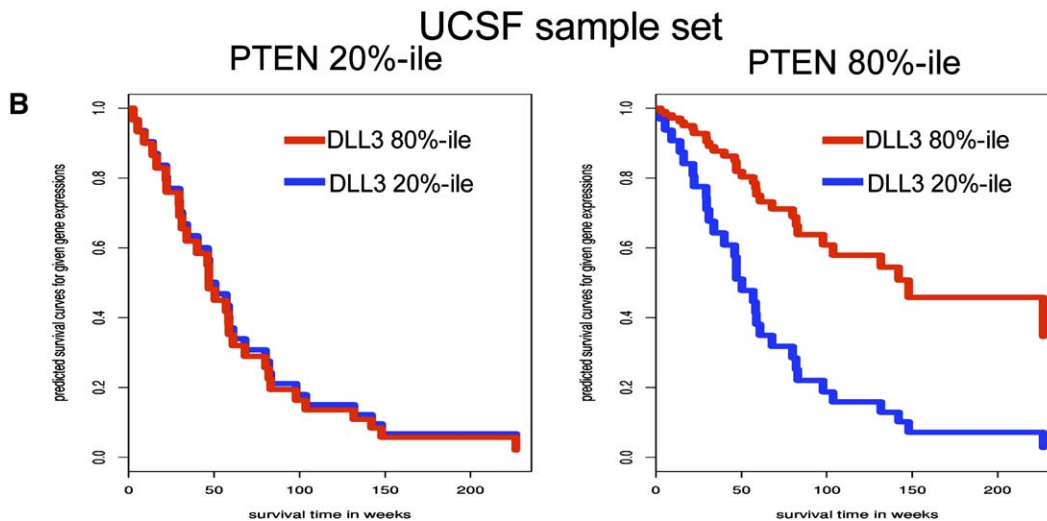 UCSF sample set
PTEN 20%-ile
PTEN 80%-ile
B
predicted survival curves for given gene expressions
1.0
0.8
0.6
0.4
0.2
0.0
DLL3 80%-ile
DLL3 20%-ile
0 50 100 150 200
survival time in weeks
predicted survival curves for given gene expressions
1.0
0.8
0.6
0.4
0.2
0.0
DLL3 80%-ile
DLL3 20%-ile
0 50 100 150 200
survival time in weeks